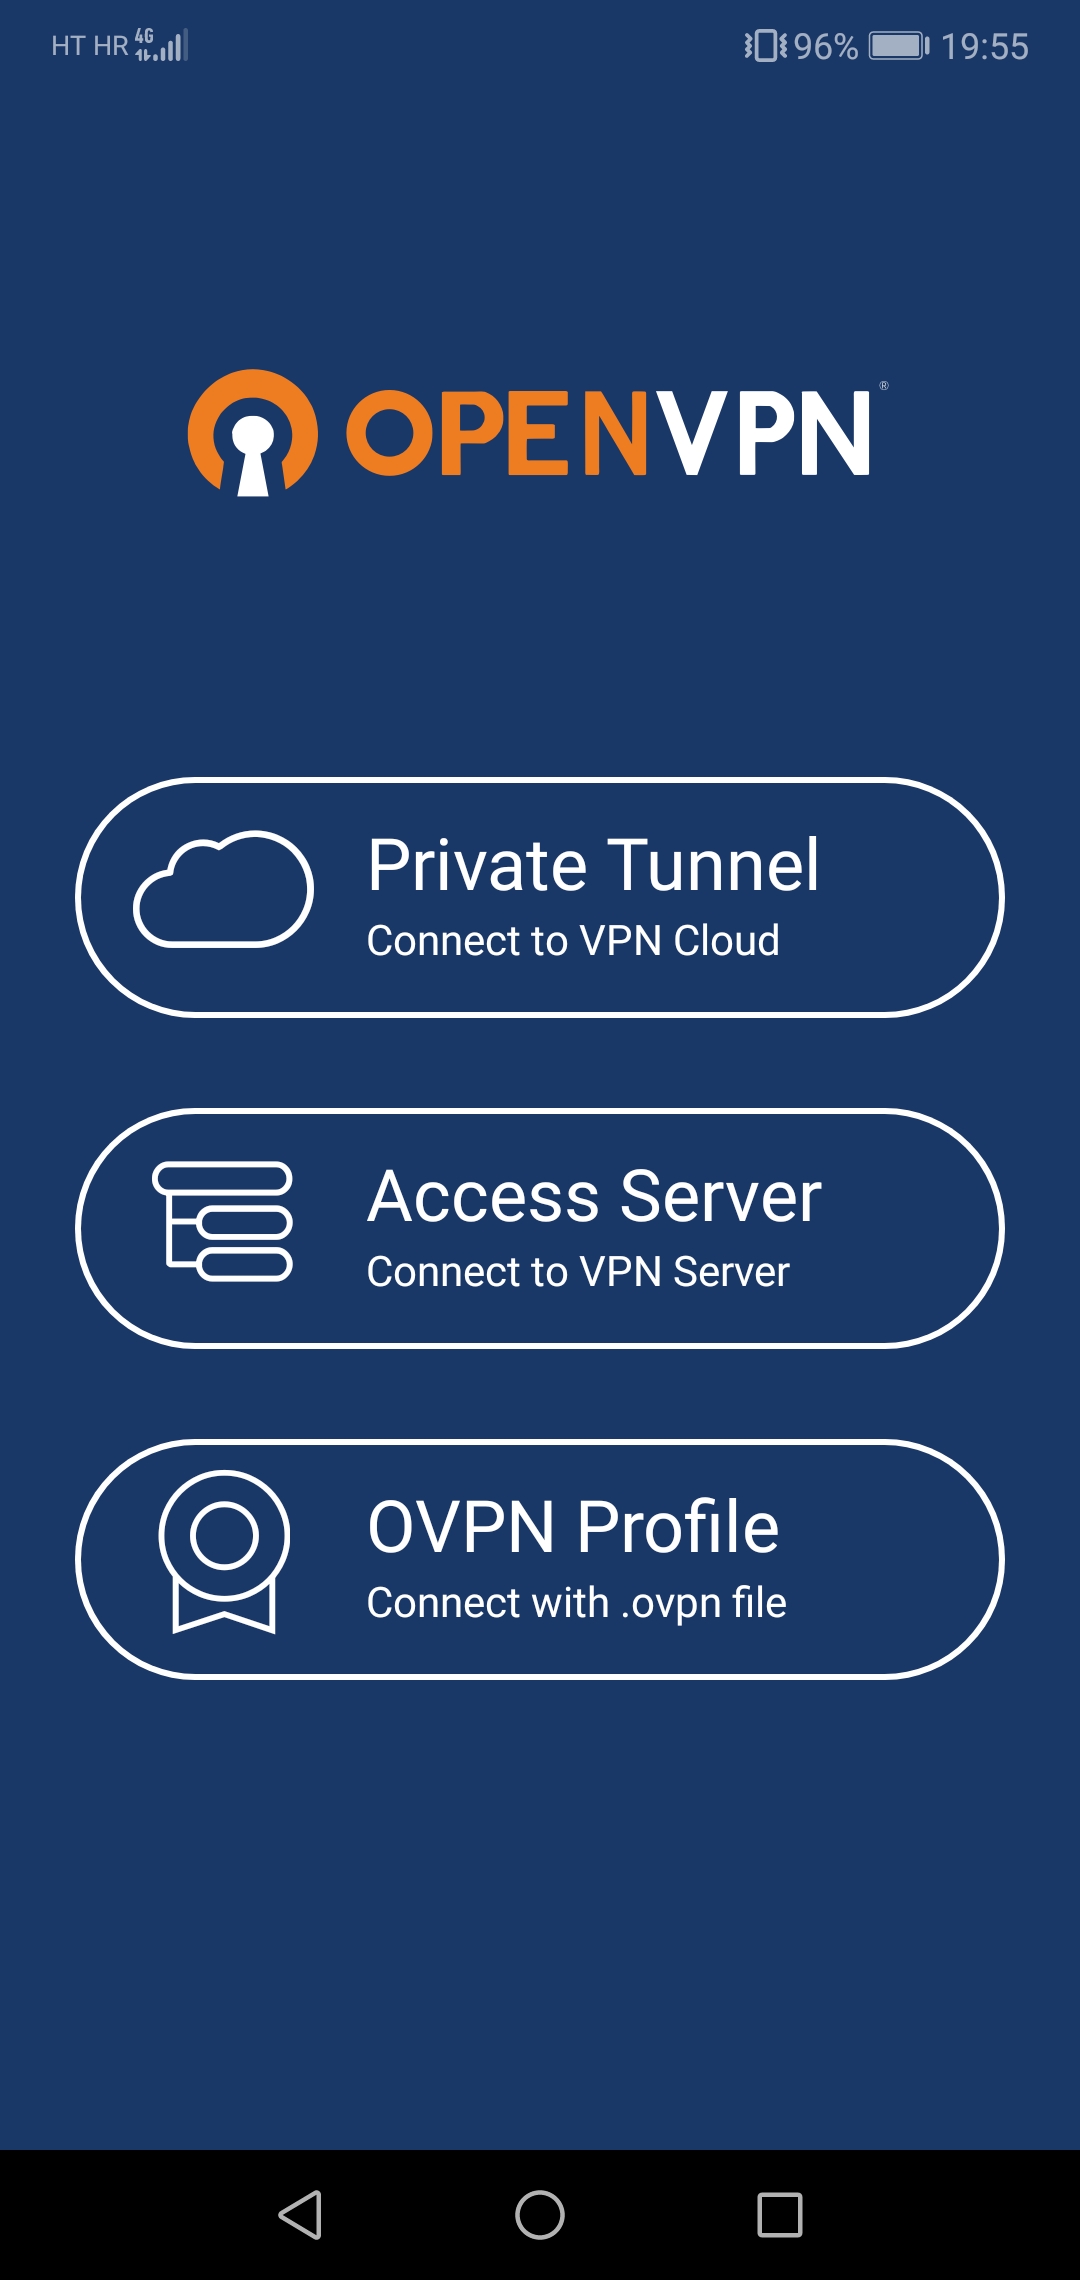 HT HR 4G 96% 19:55
OPENVPN®
Private Tunnel
Connect to VPN Cloud
Access Server
Connect to VPN Server
OVPN Profile
Connect with .ovpn file